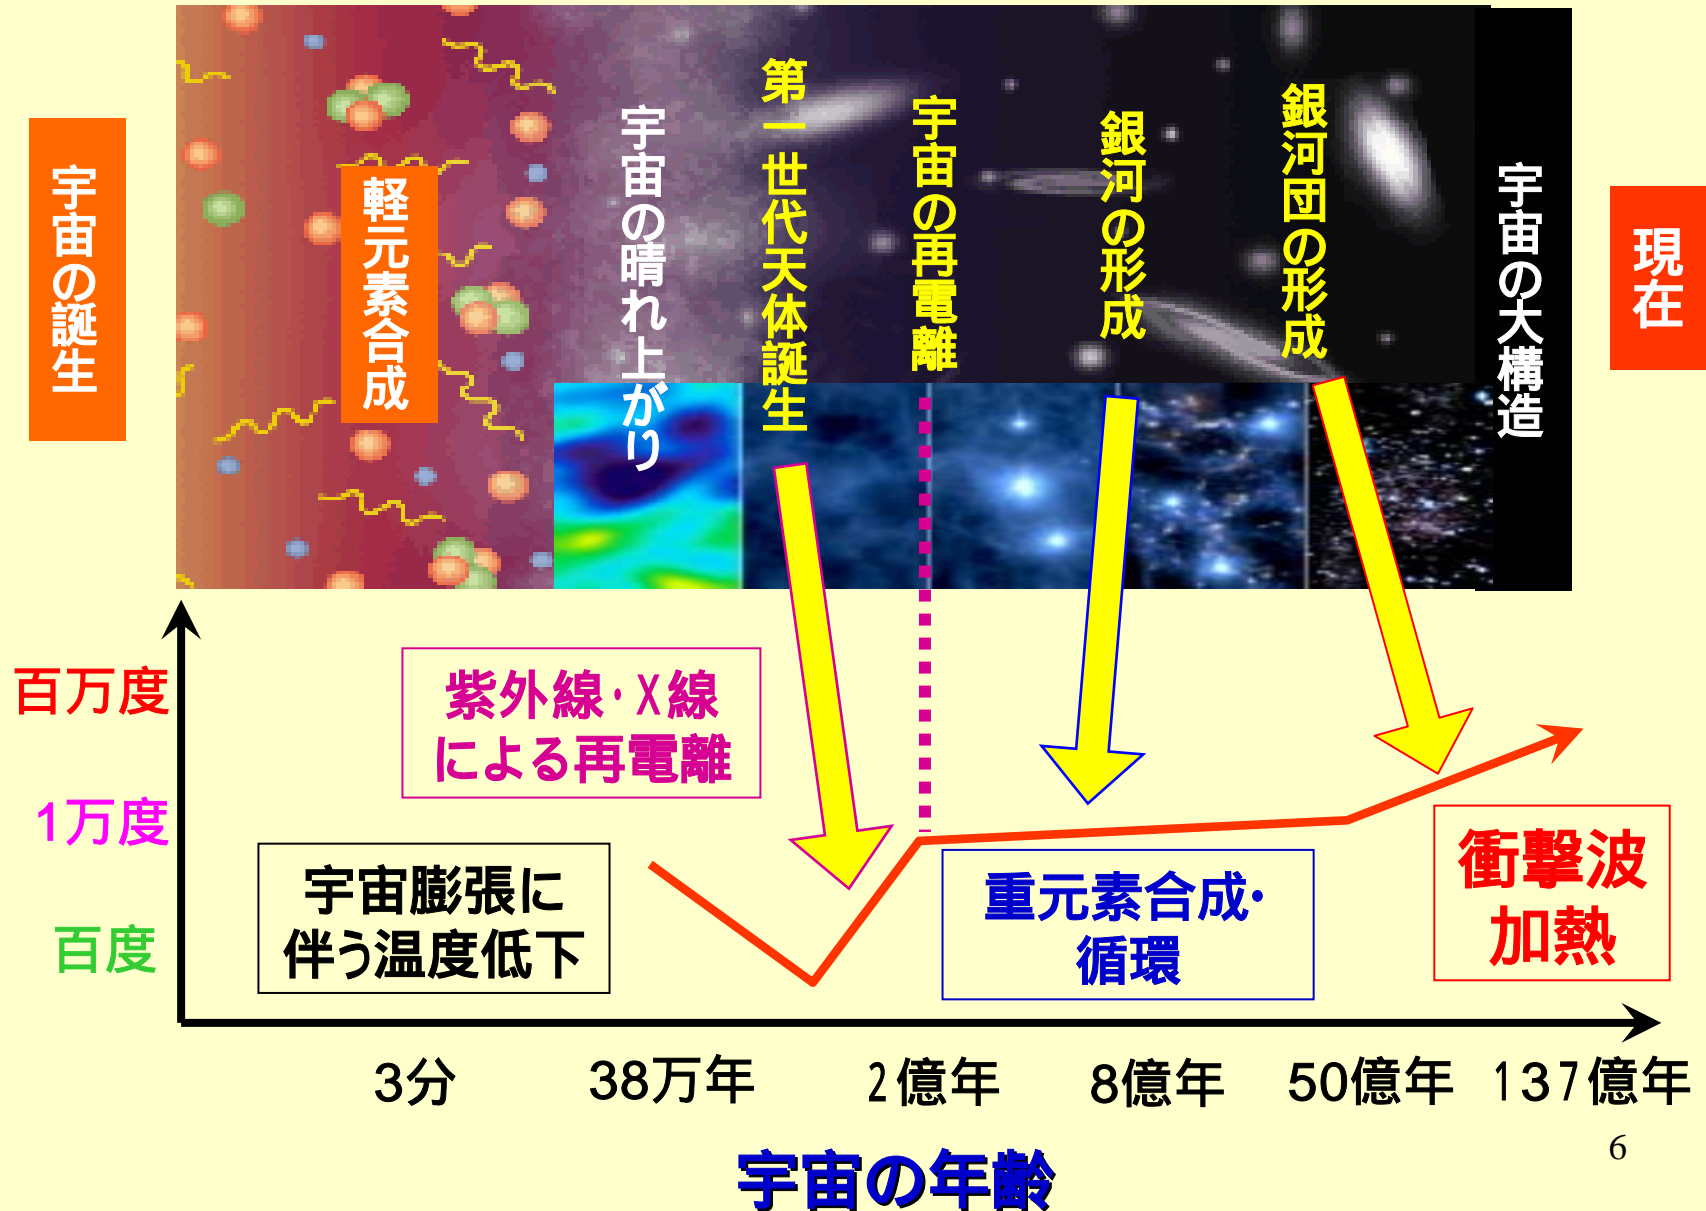 宇宙の誕生
軽元素合成
宇宙の晴れ上がり
第一世代天体誕生
宇宙の再電離
銀河の形成
銀河団の形成
宇宙の大構造
現在
百万度
1万度
百度
紫外線・X線
による再電離
宇宙膨張に
伴う温度低下
重元素合成・
循環
衝撃波
加熱
3分
38万年
2億年
8億年
50億年
137億年
宇宙の年齢
6